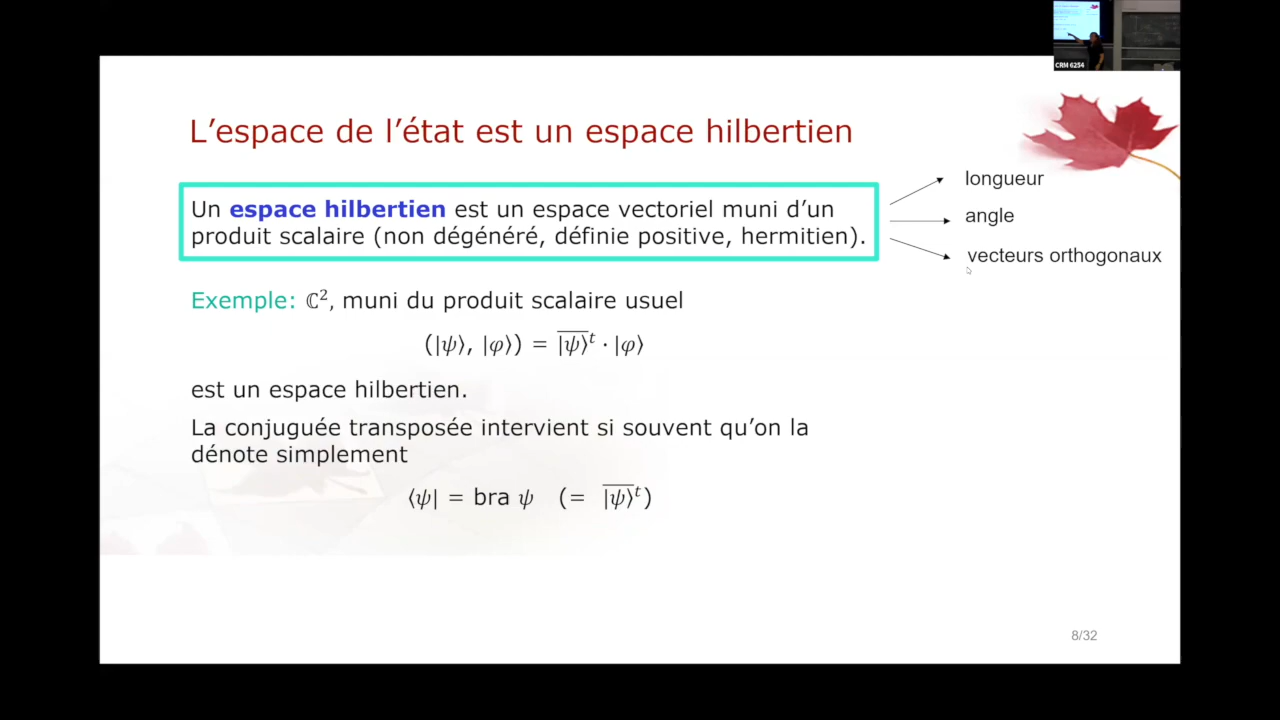 CRM 6254
L’espace de l’état est un espace hilbertien
Un espace hilbertien est un espace vectoriel muni d’un
produit scalaire (non dégénéré, définie positive, hermitien).
longueur
angle
vecteurs orthogonaux
Exemple: ℂ², muni du produit scalaire usuel
(|ψ⟩, |φ⟩) = \overline{|ψ⟩}ᵗ · |φ⟩
est un espace hilbertien.
La conjuguée transposée intervient si souvent qu’on la
dénote simplement
⟨ψ| = bra ψ (= \overline{|ψ⟩}ᵗ)
8/32